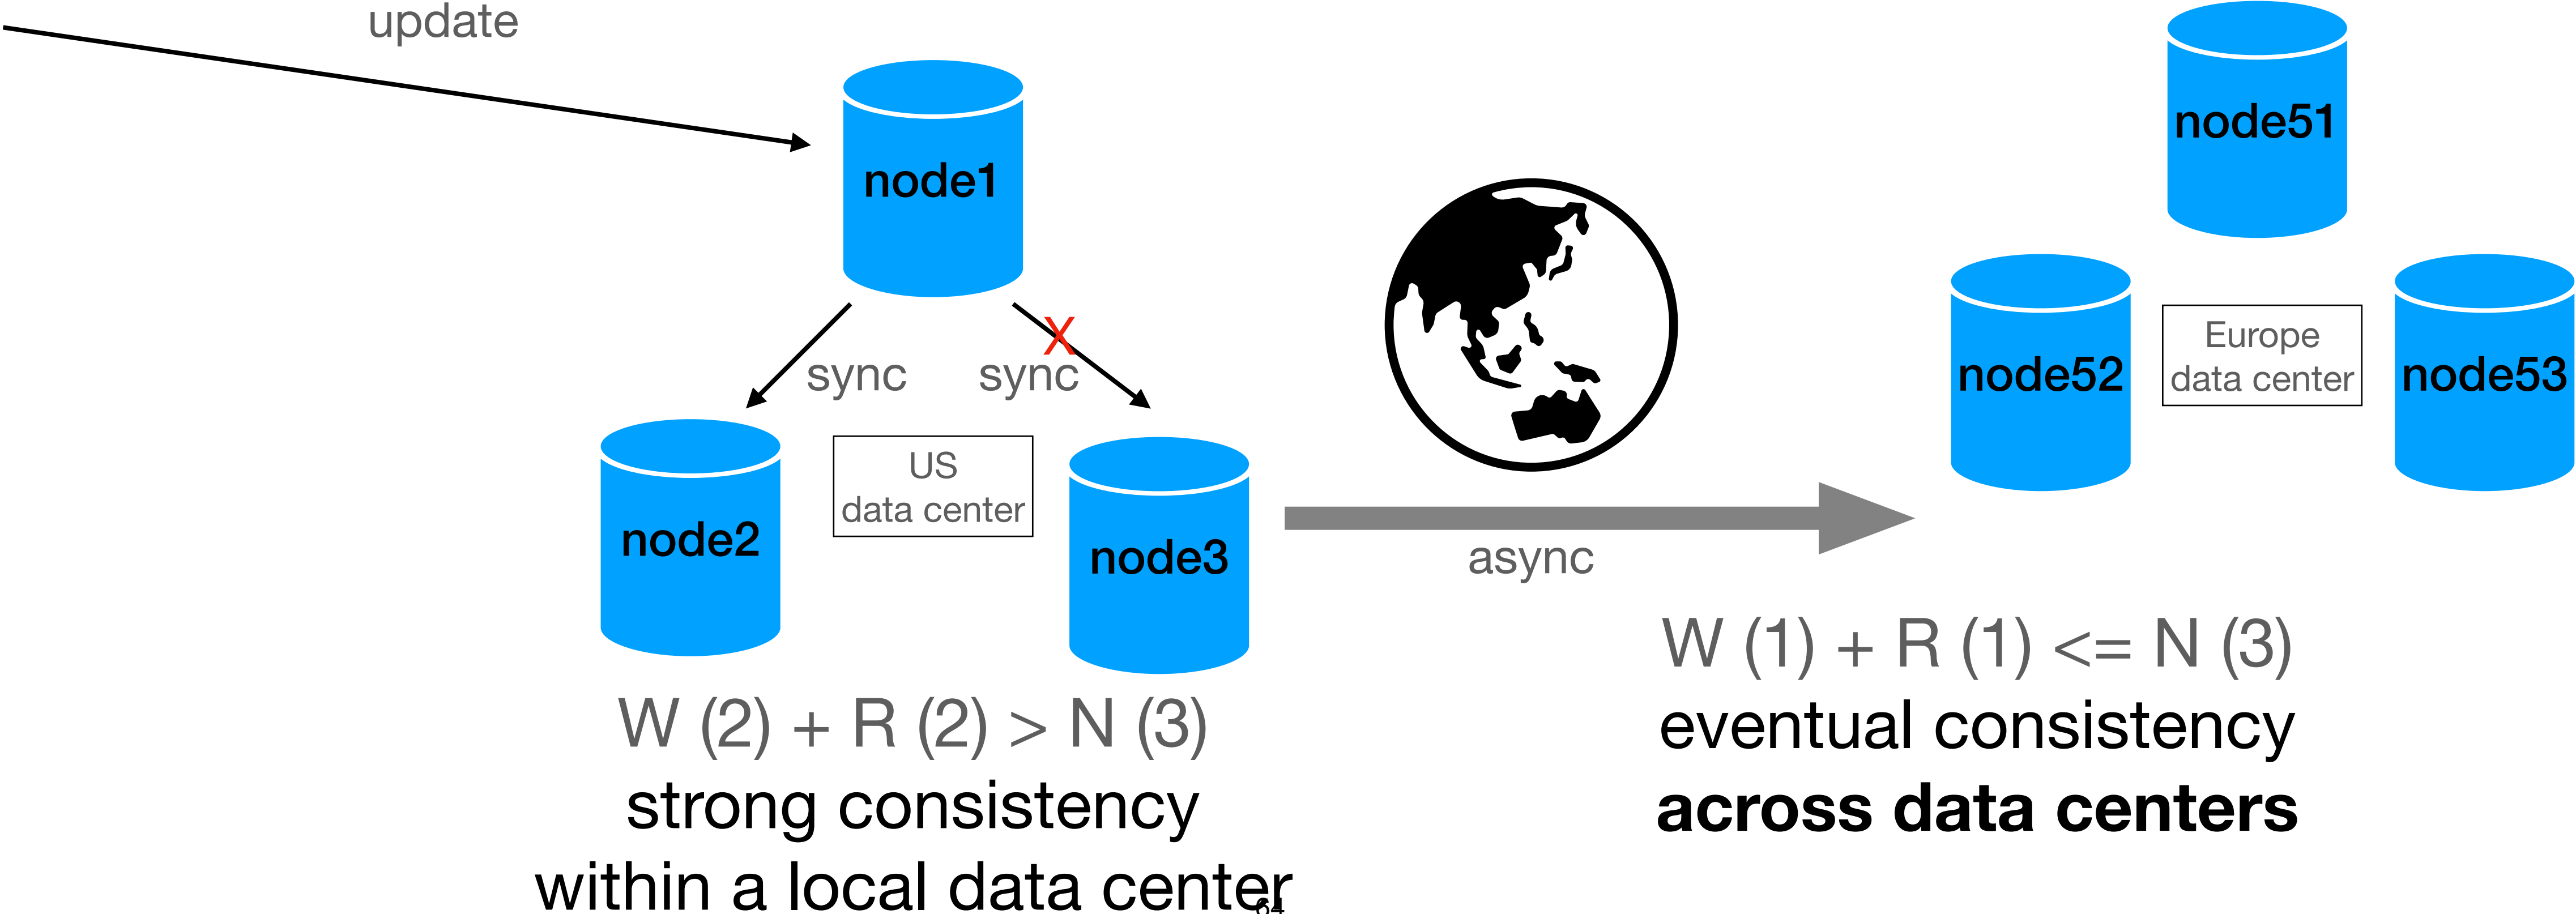 update
node1
node51
X
sync
sync
node52
Europe
data center
node53
US
data center
node2
node3
async
W (2) + R (2) > N (3)
strong consistency
within a local data center
W (1) + R (1) <= N (3)
eventual consistency
across data centers
64